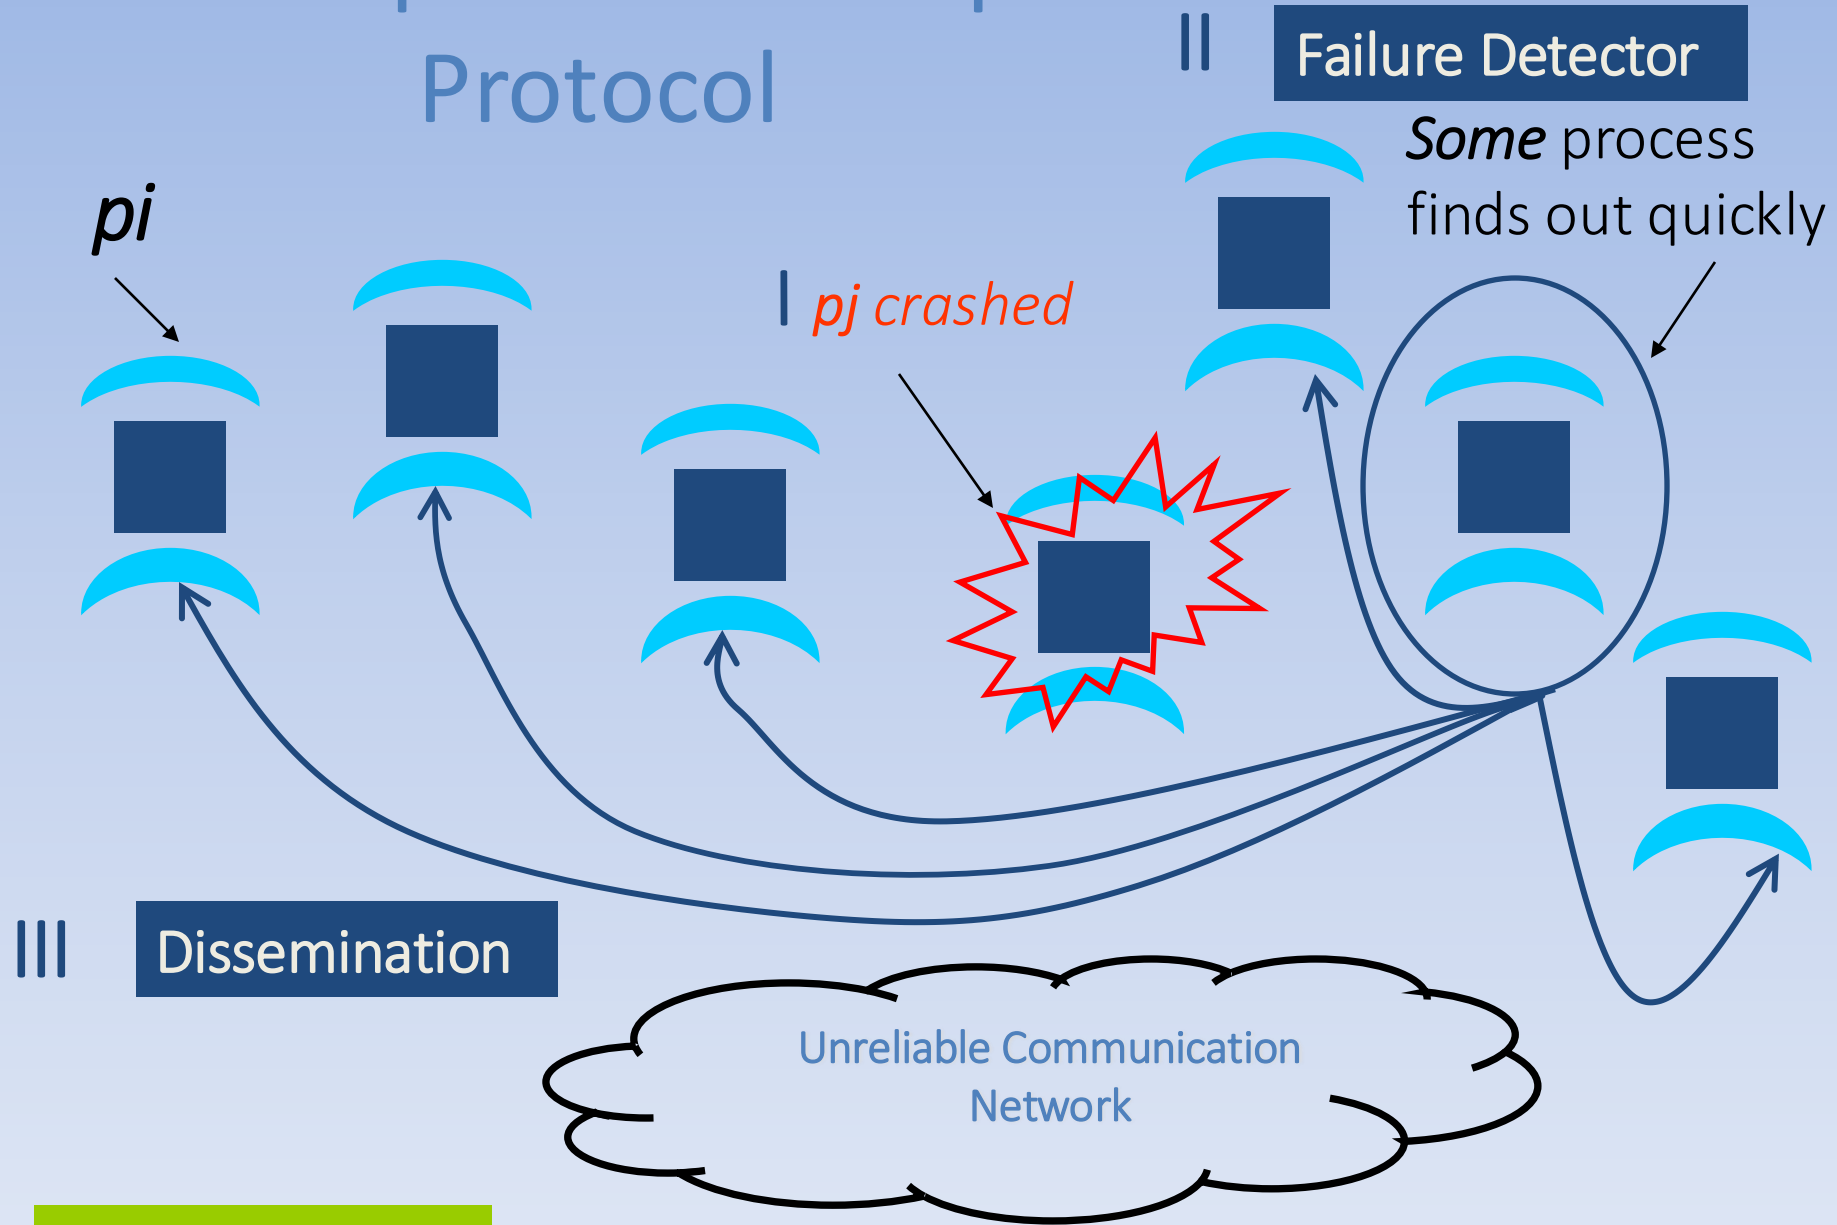 Protocol
II Failure Detector
Some process
finds out quickly
pi
I pj crashed
III Dissemination
Unreliable Communication
Network